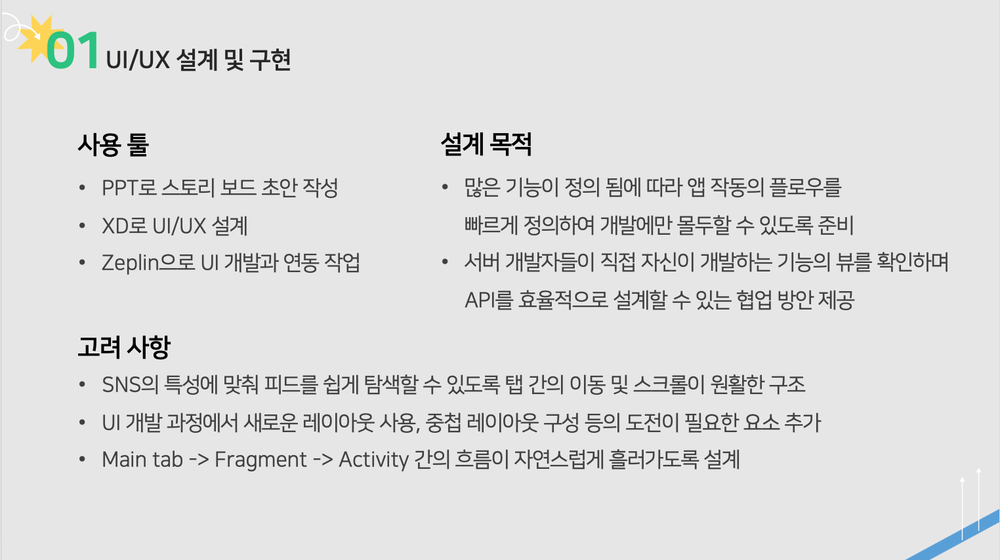 01 UI/UX 설계 및 구현
사용 툴
• PPT로 스토리 보드 초안 작성
• XD로 UI/UX 설계
• Zeplin으로 UI 개발과 연동 작업
설계 목적
• 많은 기능이 정의 됨에 따라 앱 작동의 플로우를
빠르게 정의하여 개발에만 몰두할 수 있도록 준비
• 서버 개발자들이 직접 자신이 개발하는 기능의 뷰를 확인하며
API를 효율적으로 설계할 수 있는 협업 방안 제공
고려 사항
• SNS의 특성에 맞춰 피드를 쉽게 탐색할 수 있도록 탭 간의 이동 및 스크롤이 원활한 구조
• UI 개발 과정에서 새로운 레이아웃 사용, 중첩 레이아웃 구성 등의 도전이 필요한 요소 추가
• Main tab -> Fragment -> Activity 간의 흐름이 자연스럽게 흘러가도록 설계